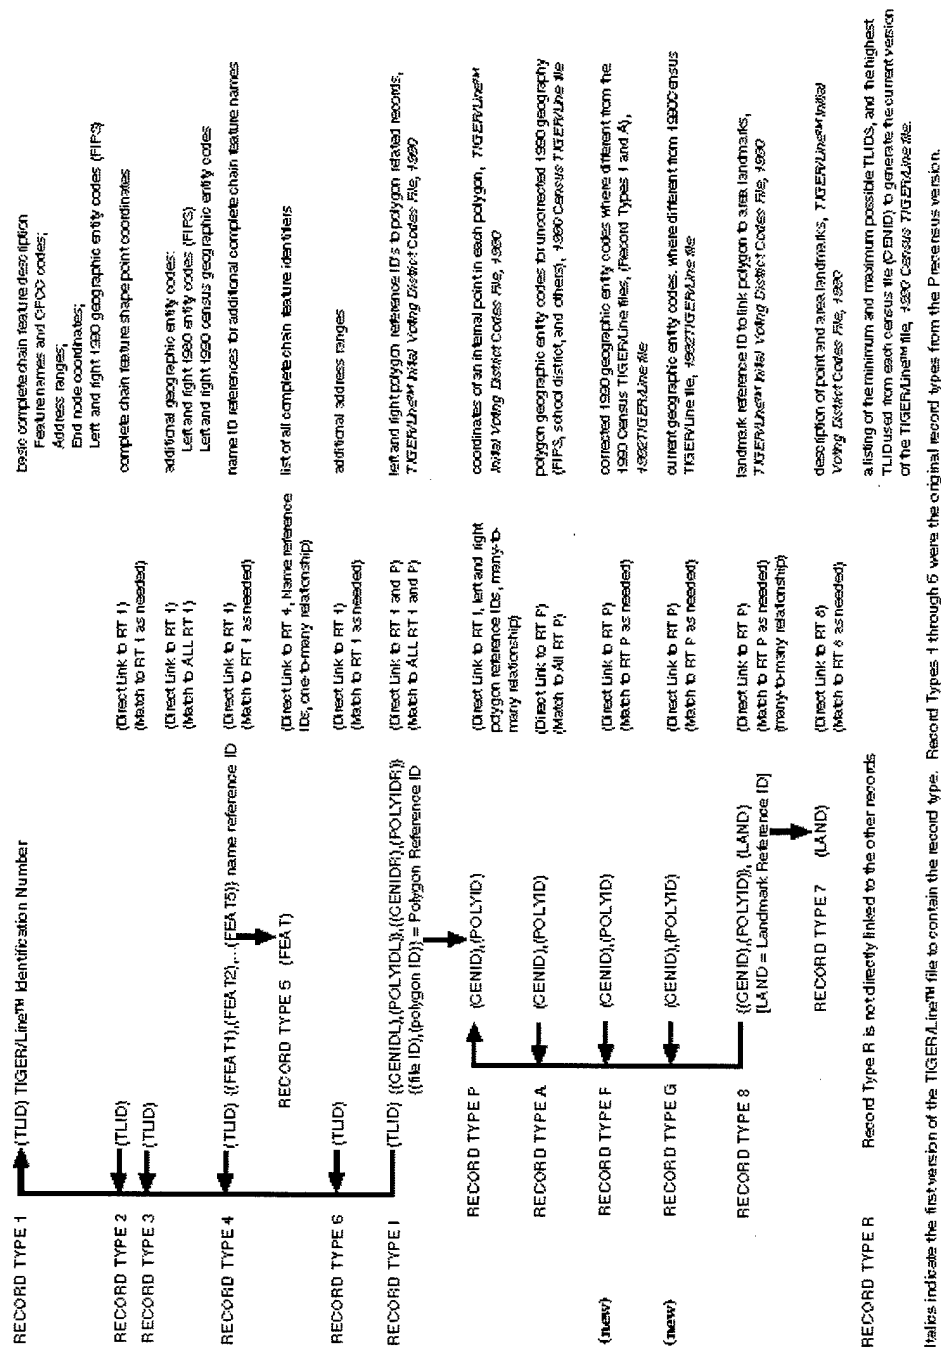 RECORD TYPE 1 (TLID) TIGER/Line™ Identification Number
basic complete chain feature description
Feature names and CFCC codes;
Address ranges;
End node coordinates;
Left and right 1990 geographic entity codes (FIPS)
RECORD TYPE 2 (TLID) (Direct Link to RT 1) complete chain feature shape point coordinates
(Match to RT 1 as needed)
RECORD TYPE 3 (TLID) (Direct Link to RT 1) additional geographic entity codes:
(Match to ALL RT 1) Left and right 1980 entity codes (FIPS)
Left and right 1990 census geographic entity codes
RECORD TYPE 4 (TLID) {(FEAT1),(FEAT2),...(FEAT5)} name reference ID (Direct Link to RT 1) name ID references for additional complete chain feature names
(Match to RT 1 as needed)
RECORD TYPE 5 (FEAT) (Direct Link to RT 4, Name reference list of all complete chain feature identifiers
IDs, one-to-many relationship)
RECORD TYPE 6 (TLID) (Direct Link to RT 1) additional address ranges
(Match to RT 1 as needed)
RECORD TYPE I (TLID) {(CENIDL),(POLYIDL)},{(CENIDR),(POLYIDR)} (Direct Link to RT 1 and P) left and right polygon reference ID's to polygon related records,
{(file ID),(polygon ID)} = Polygon Reference ID (Match to ALL RT 1 and P) TIGER/Line™ Initial Voting District Codes File, 1990
RECORD TYPE P (CENID),(POLYID) (Direct Link to RT 1, left and right coordinates of an internal point in each polygon, TIGER/Line™
polygon reference IDs, many-to- Initial Voting District Codes File, 1990
many relationship)
RECORD TYPE A (CENID),(POLYID) (Direct Link to RT P) polygon geographic entity codes for uncorrected 1990 geography
(Match to All RT P) (FIPS, school district, and others), 1990 Census TIGER/Line file
(new) RECORD TYPE F (CENID),(POLYID) (Direct Link to RT P) corrected 1990 geographic entity codes where different from the
(Match to RT P as needed) 1990 Census TIGER/Line files, (Record Types 1 and A),
1992 TIGER/Line file
(new) RECORD TYPE G (CENID),(POLYID) (Direct Link to RT P) current geographic entity codes, where different from 1990 Census
(Match to RT P as needed) TIGER/Line file, 1992 TIGER/Line file
RECORD TYPE 8 {(CENID),(POLYID)}, (LAND) (Direct Link to RT P) landmark reference ID to link polygon to area landmarks,
[LAND = Landmark Reference ID] (Match to RT P as needed) TIGER/Line™ Initial Voting District Codes File, 1990
(many-to-many relationship)
RECORD TYPE 7 (LAND) (Direct Link to RT 8) description of point and area landmarks, TIGER/Line™ Initial
(Match to RT 8 as needed) Voting District Codes File, 1990
RECORD TYPE R Record Type R is not directly linked to the other records a listing of the minimum and maximum possible TLIDS, and the highest
TLID used from each census file (CENID) to generate the current version
of the TIGER/Line™ file, 1990 Census TIGER/Line file.
Italics indicate the first version of the TIGER/Line™ file to contain the record type. Record Types 1 through 6 were the original record types from the Precensus version.